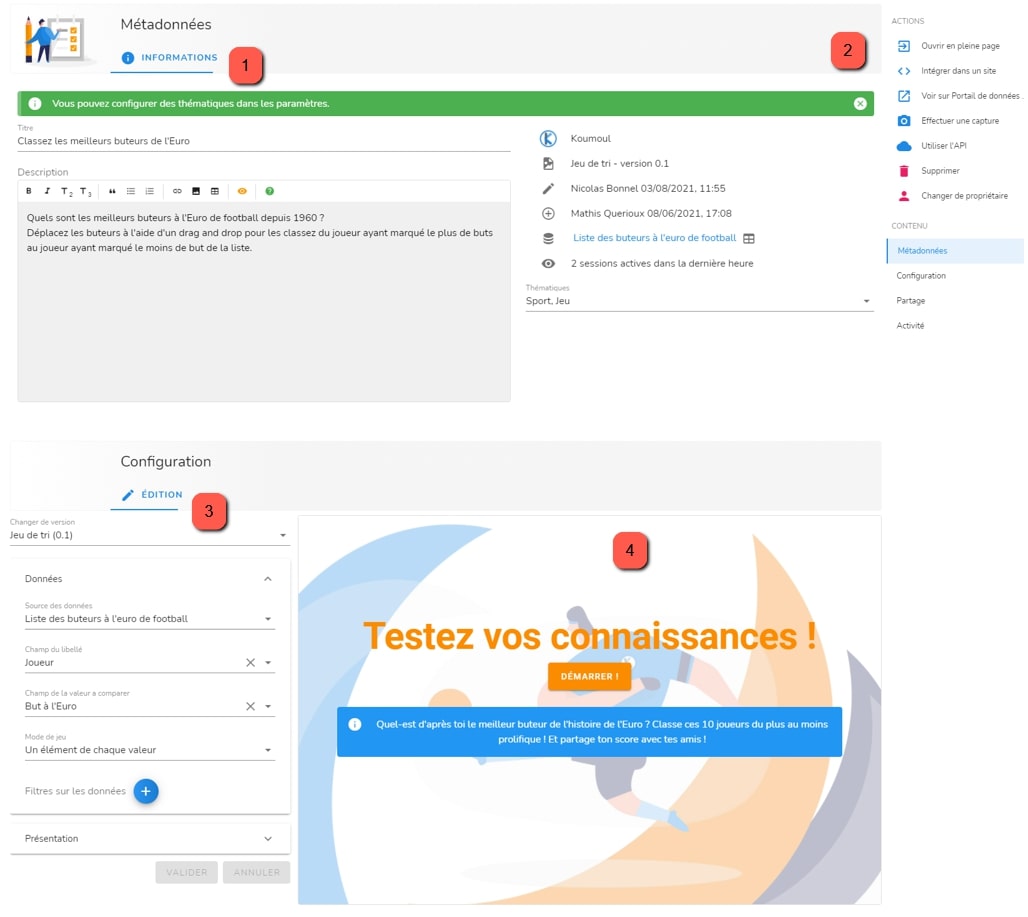 Métadonnées
INFORMATIONS
1
2
Vous pouvez configurer des thématiques dans les paramètres.
Titre
Classez les meilleurs buteurs de l'Euro
Description
B I T2 T3
Quels sont les meilleurs buteurs à l'Euro de football depuis 1960 ?
Déplacez les buteurs à l'aide d'un drag and drop pour les classez du joueur ayant marqué le plus de buts
au joueur ayant marqué le moins de but de la liste.
Koumoul
Jeu de tri - version 0.1
Nicolas Bonnel 03/08/2021, 11:55
Mathis Querioux 08/06/2021, 17:08
Liste des buteurs à l'euro de football
2 sessions actives dans la dernière heure
Thématiques
Sport, Jeu
ACTIONS
Ouvrir en pleine page
Intégrer dans un site
Voir sur Portail de données ...
Effectuer une capture
Utiliser l'API
Supprimer
Changer de propriétaire
CONTENU
Métadonnées
Configuration
Partage
Activité
Configuration
ÉDITION
3
Changer de version
Jeu de tri (0.1)
Données
Source des données
Liste des buteurs à l'euro de football
Champ du libellé
Joueur
Champ de la valeur a comparer
But à l'Euro
Mode de jeu
Un élément de chaque valeur
Filtres sur les données
Présentation
VALIDER
ANNULER
4
Testez vos connaissances !
DÉMARRER !
Quel-est d'après toi le meilleur buteur de l'histoire de l'Euro ? Classe ces 10 joueurs du plus au moins
prolifique ! Et partage ton score avec tes amis !